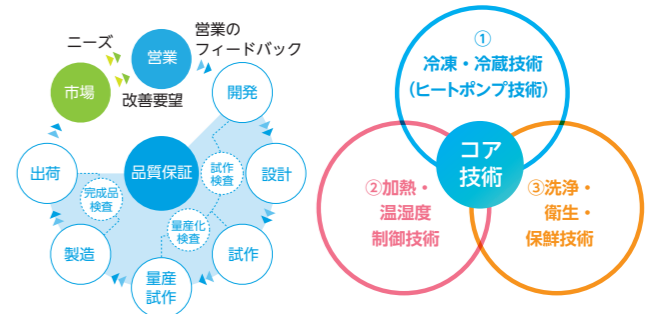 ニーズ
営業
営業の
フィードバック
市場
改善要望
開発
出荷
品質保証
試作
検査
設計
完成品
検査
量産化
検査
製造
試作
量産
試作
①
冷凍・冷蔵技術
(ヒートポンプ技術)
コア
技術
②加熱・
温湿度
制御技術
③洗浄・
衛生・
保鮮技術